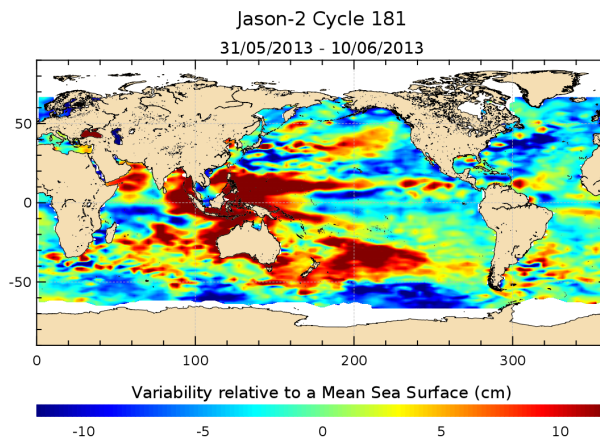 Jason-2 Cycle 181
31/05/2013 - 10/06/2013
50
0
-50
0 100 200 300
Variability relative to a Mean Sea Surface (cm)
-10 -5 0 5 10